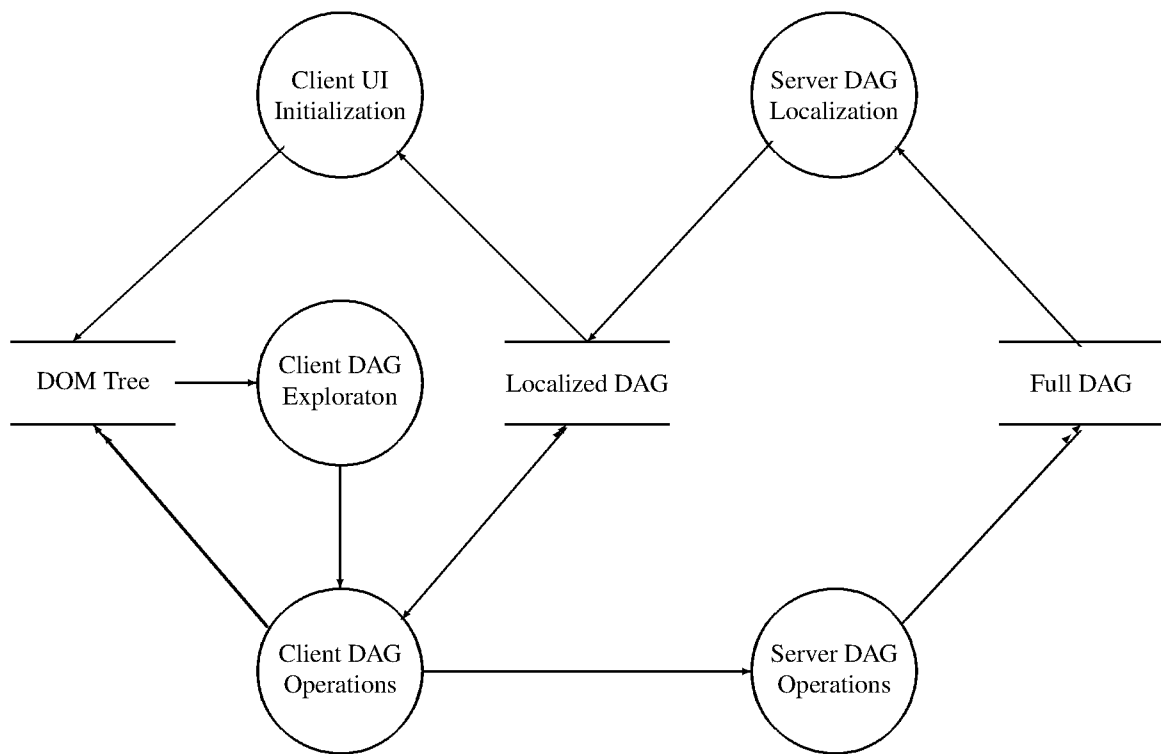 Client UI
Initialization
Server DAG
Localization
DOM Tree
Client DAG
Exploraton
Localized DAG
Full DAG
Client DAG
Operations
Server DAG
Operations